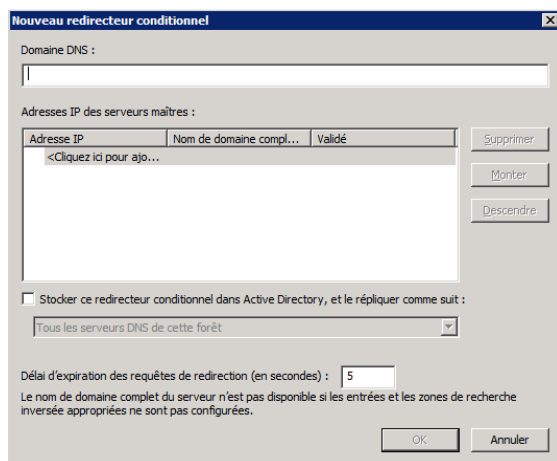 Nouveau redirecteur conditionnel
Domaine DNS :
Adresses IP des serveurs maîtres :
Adresse IP Nom de domaine compl... Validé
<Cliquez ici pour ajo...
Supprimer
Monter
Descendre
Stocker ce redirecteur conditionnel dans Active Directory, et le répliquer comme suit :
Tous les serveurs DNS de cette forêt
Délai d'expiration des requêtes de redirection (en secondes) : 5
Le nom de domaine complet du serveur n'est pas disponible si les entrées et les zones de recherche
inversée appropriées ne sont pas configurées.
OK Annuler